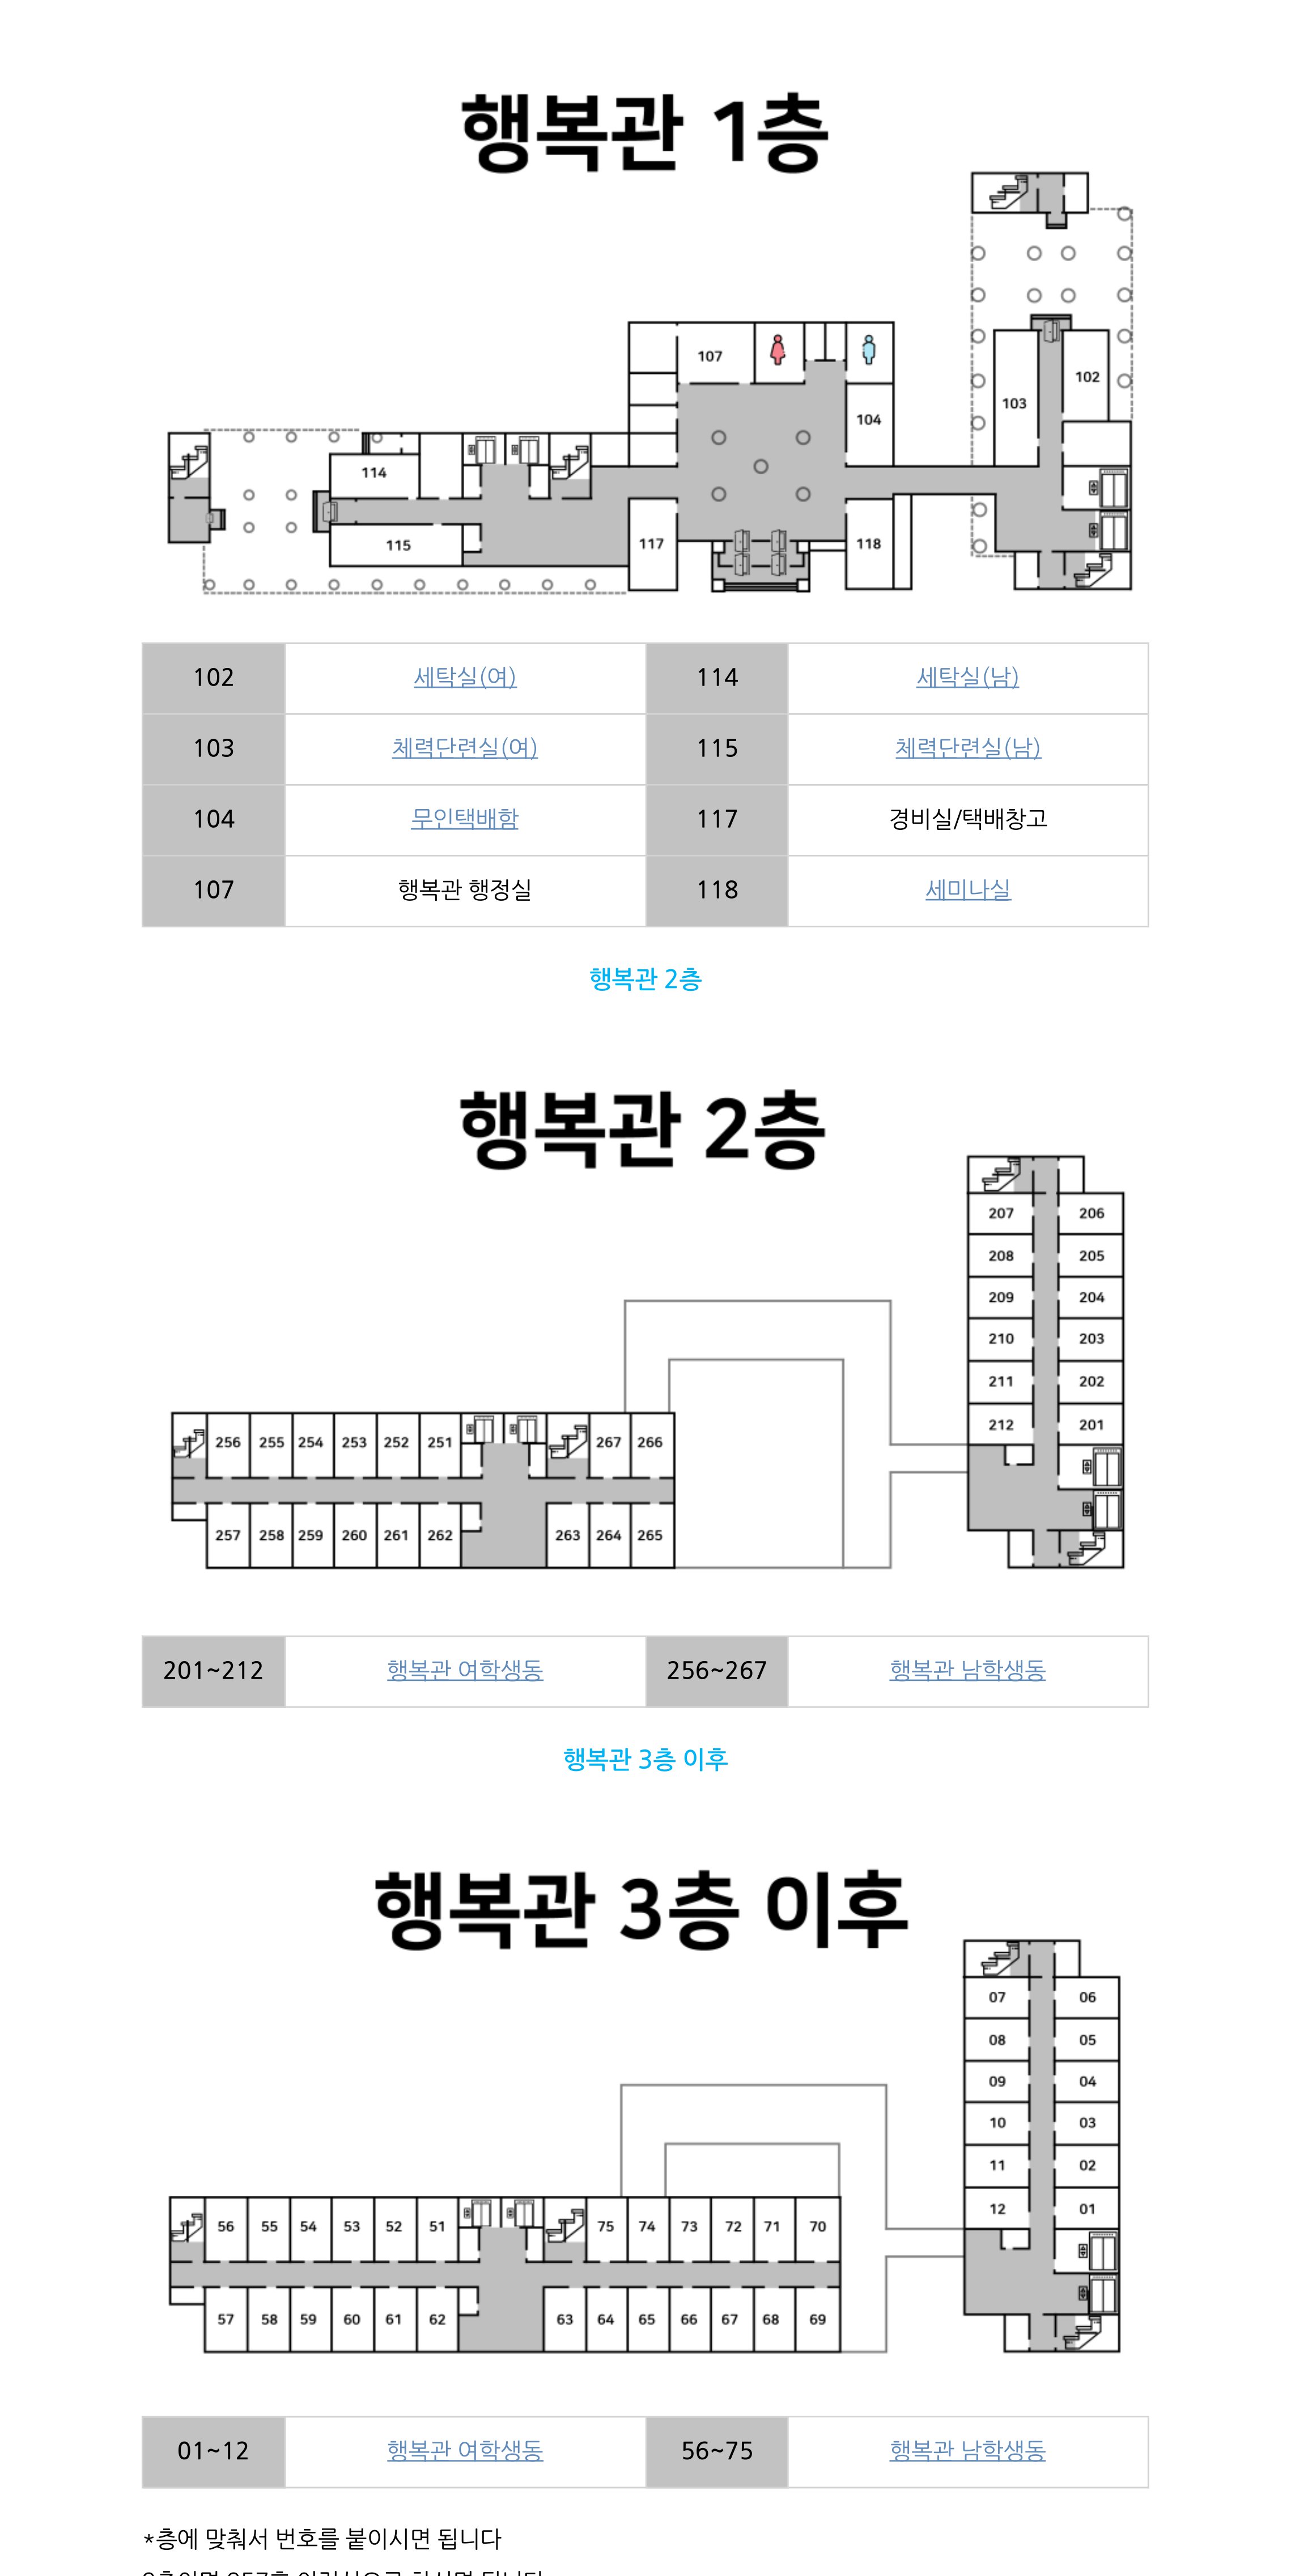 행복관 1층
107
102
103
104
114
115
117
118
102 세탁실(여) 114 세탁실(남)
103 체력단련실(여) 115 체력단련실(남)
104 무인택배함 117 경비실/택배창고
107 행복관 행정실 118 세미나실
행복관 2층
행복관 2층
207 206
208 205
209 204
210 203
211 202
212 201
256 255 254 253 252 251 267 266
257 258 259 260 261 262 263 264 265
201~212 행복관 여학생동 256~267 행복관 남학생동
행복관 3층 이후
행복관 3층 이후
07 06
08 05
09 04
10 03
11 02
12 01
56 55 54 53 52 51 75 74 73 72 71 70
57 58 59 60 61 62 63 64 65 66 67 68 69
01~12 행복관 여학생동 56~75 행복관 남학생동
*층에 맞춰서 번호를 붙이시면 됩니다